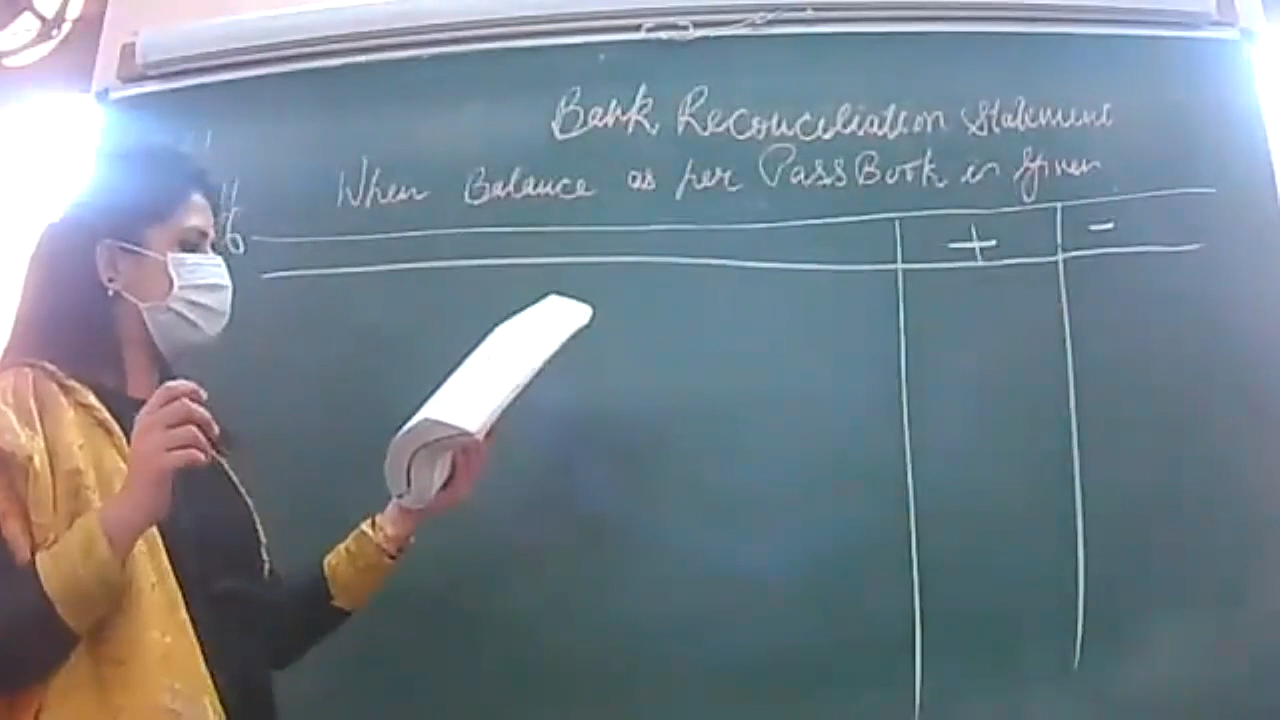 Bank Reconciliation Statement
When Balance as per PassBook is given
+ -